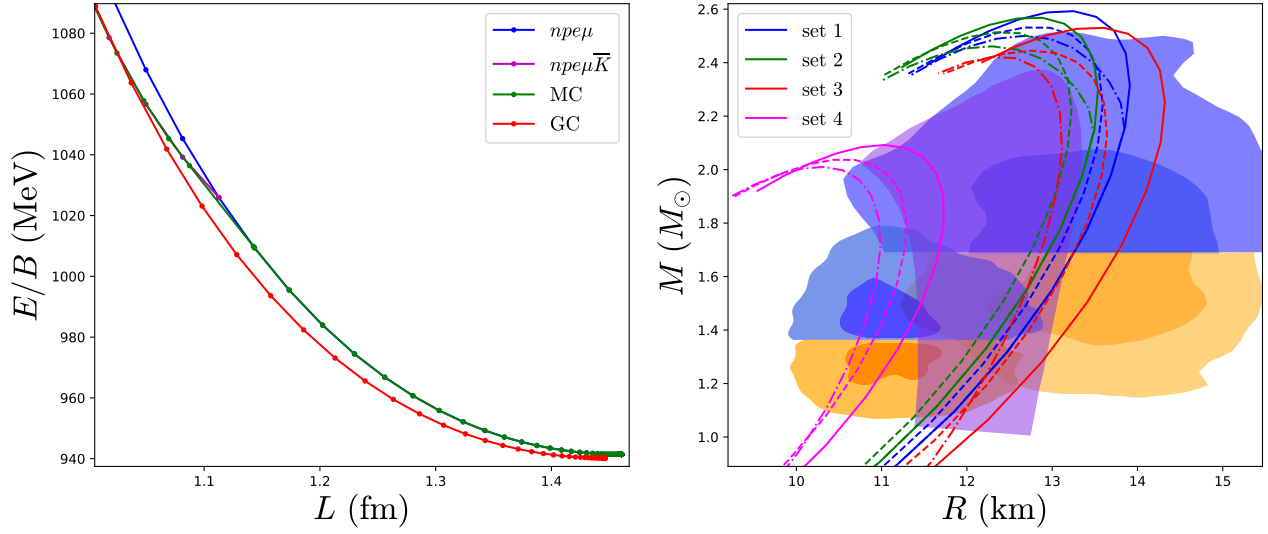 E/B (MeV)
1080
1060
1040
1020
1000
980
960
940
1.1
1.2
1.3
1.4
L (fm)
npeμ
npeμK̅
MC
GC
M (M⊙)
2.6
2.4
2.2
2.0
1.8
1.6
1.4
1.2
1.0
10
11
12
13
14
15
R (km)
set 1
set 2
set 3
set 4